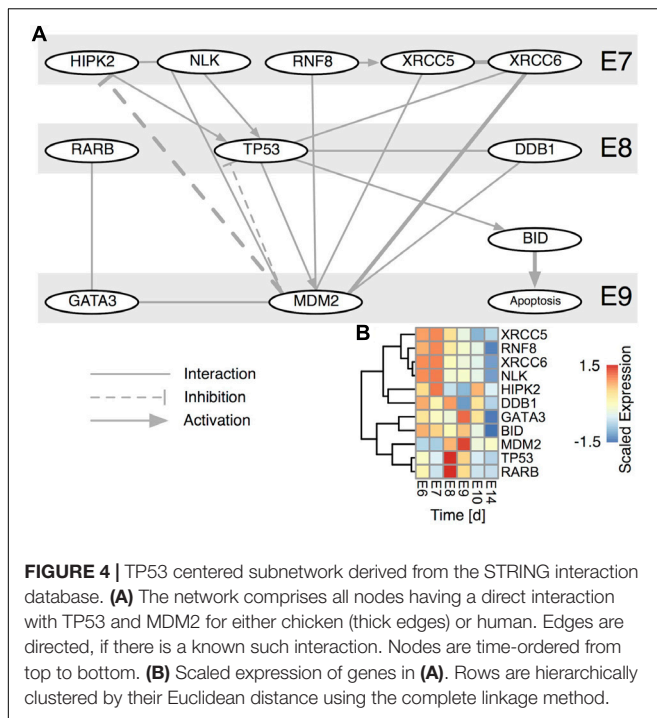 A
HIPK2 NLK RNF8 XRCC5 XRCC6 E7
RARB TP53 DDB1 E8
BID
GATA3 MDM2 Apoptosis E9
Interaction
Inhibition
Activation
B
XRCC5
RNF8
XRCC6
NLK
HIPK2
DDB1
GATA3
BID
MDM2
TP53
RARB
E6 E7 E8 E9 E10 E14
Time [d]
1.5
-1.5
Scaled Expression
FIGURE 4 | TP53 centered subnetwork derived from the STRING interaction
database. (A) The network comprises all nodes having a direct interaction
with TP53 and MDM2 for either chicken (thick edges) or human. Edges are
directed, if there is a known such interaction. Nodes are time-ordered from
top to bottom. (B) Scaled expression of genes in (A). Rows are hierarchically
clustered by their Euclidean distance using the complete linkage method.